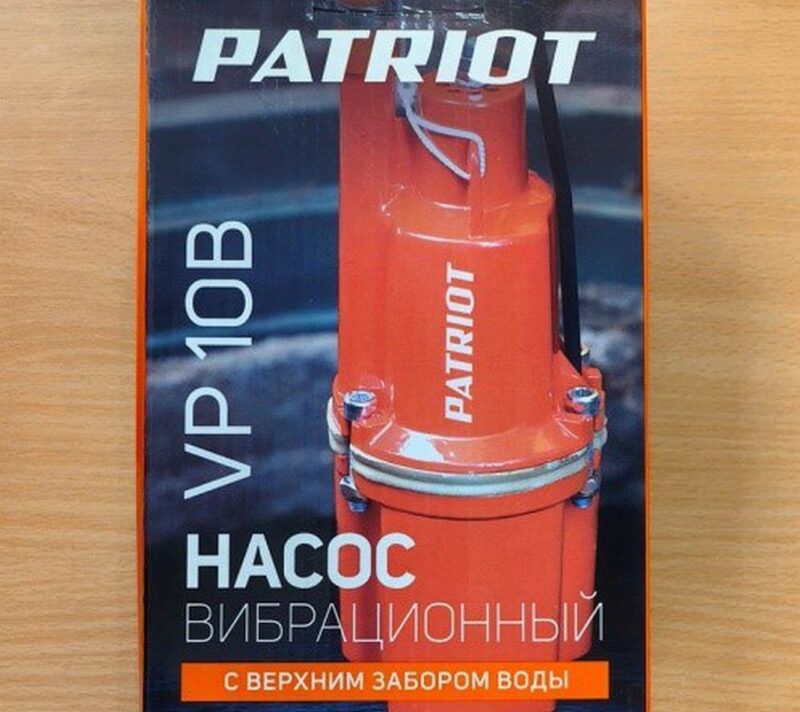 PATRIOT
PATRIOT
VP 10B
НАСОС
ВИБРАЦИОННЫЙ
С ВЕРХНИМ ЗАБОРОМ ВОДЫ